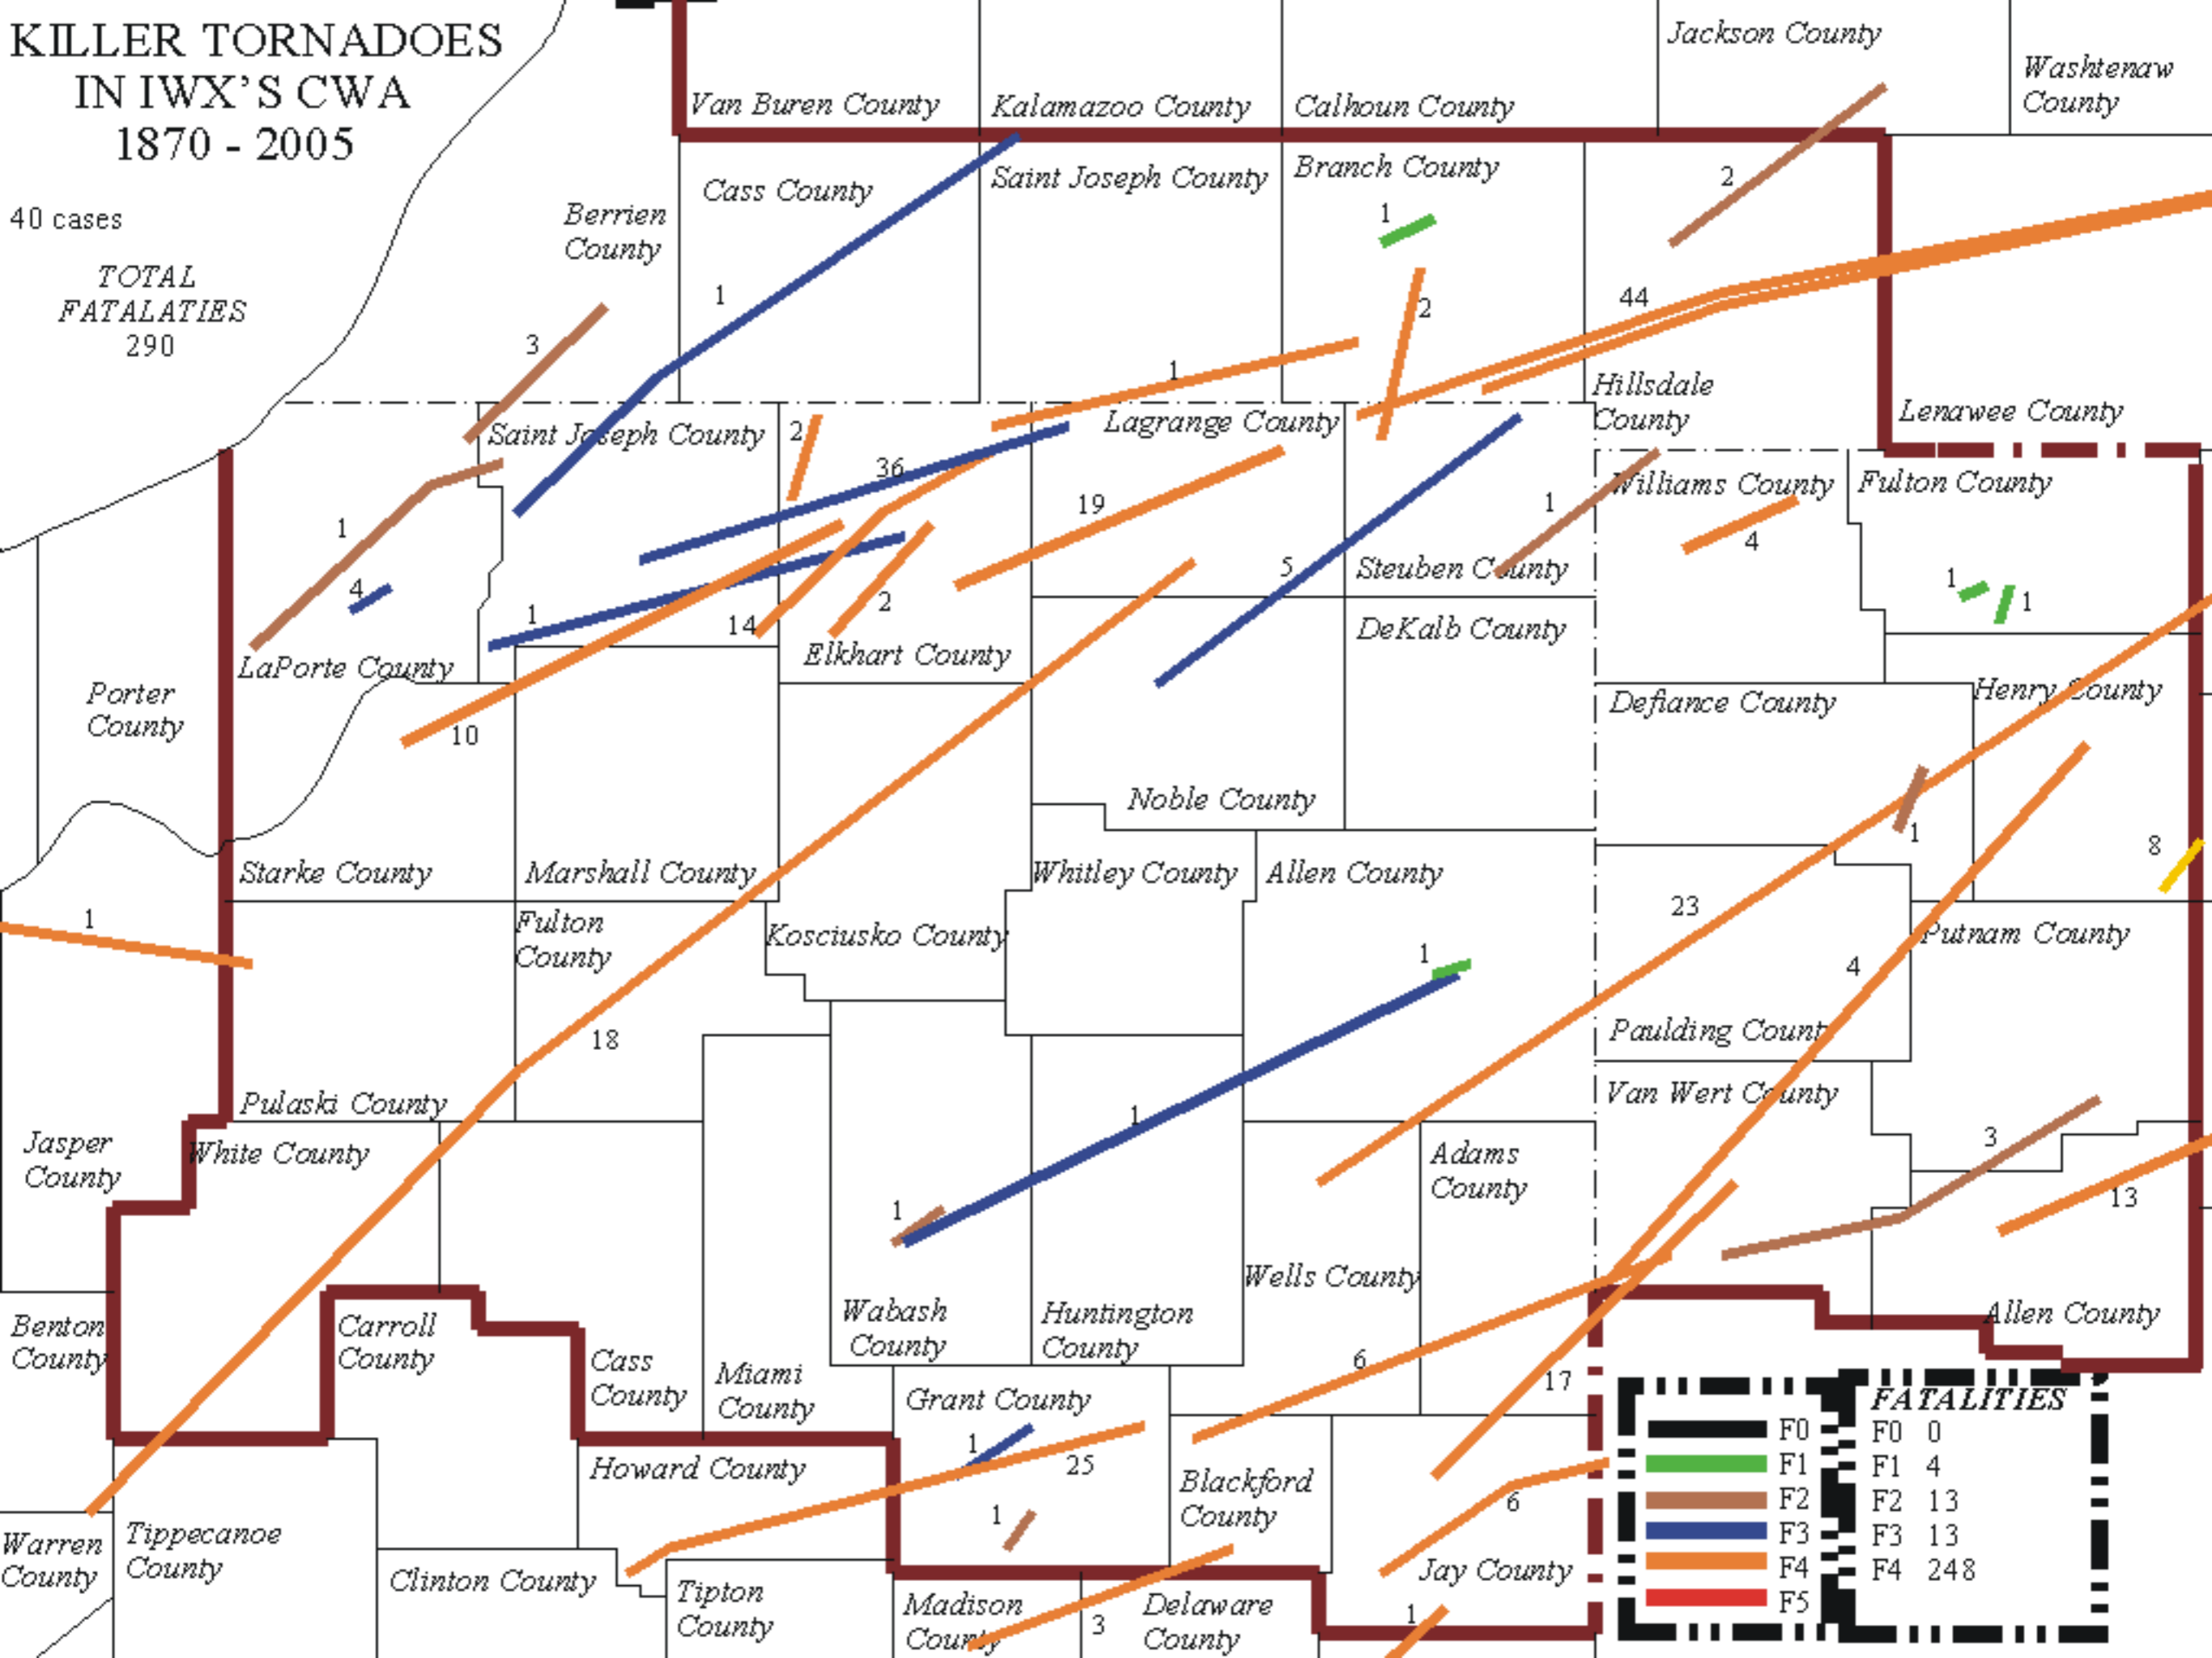 KILLER TORNADOES
IN IWX'S CWA
1870 - 2005
40 cases
TOTAL
FATALATIES
290
Jackson County
Washtenaw
County
Van Buren County
Kalamazoo County
Calhoun County
Cass County
Saint Joseph County
Branch County
Berrien
County
1
2
1
3
2
44
1
Hillsdale
County
Lenawee County
Saint Joseph County
2
Lagrange County
36
19
1
Williams County
Fulton County
4
1
4
1
5
Steuben County
1
1
14
2
Elkhart County
DeKalb County
LaPorte County
Porter
County
10
Defiance County
Henry County
Noble County
1
8
Starke County
Marshall County
Whitley County
Allen County
1
Fulton
County
Kosciusko County
23
Putnam County
1
4
18
Paulding County
Pulaski County
Van Wert County
1
Jasper
County
White County
Adams
County
3
13
1
Wells County
Benton
County
Carroll
County
Wabash
County
Huntington
County
Allen County
Cass
County
Miami
County
6
17
Grant County
1
25
Howard County
Blackford
County
1
6
Warren
County
Tippecanoe
County
Clinton County
Tipton
County
Madison
County
3
Delaware
County
Jay County
1
F0
F1
F2
F3
F4
F5
FATALITIES
F0 0
F1 4
F2 13
F3 13
F4 248